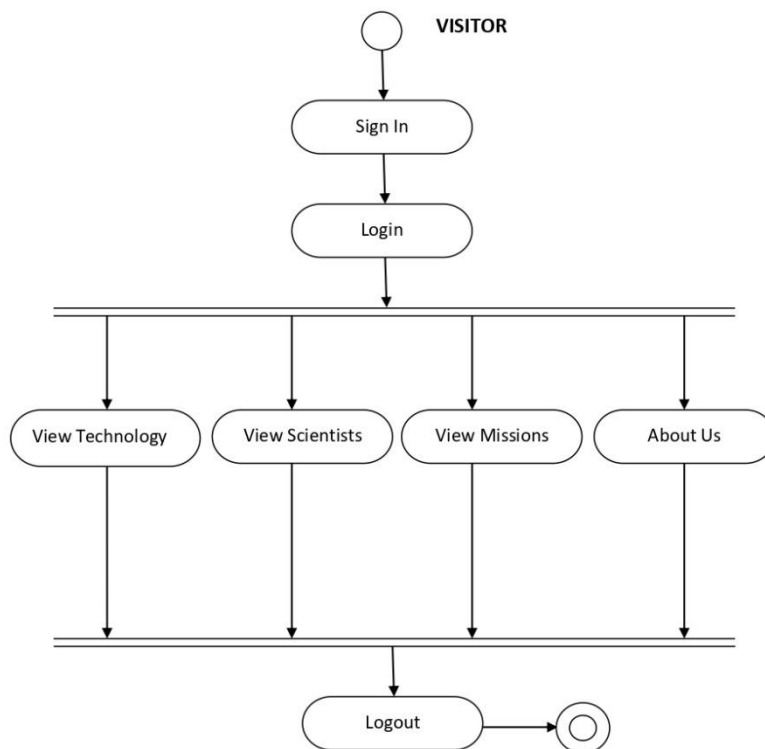 VISITOR
Sign In
Login
View Technology
View Scientists
View Missions
About Us
Logout